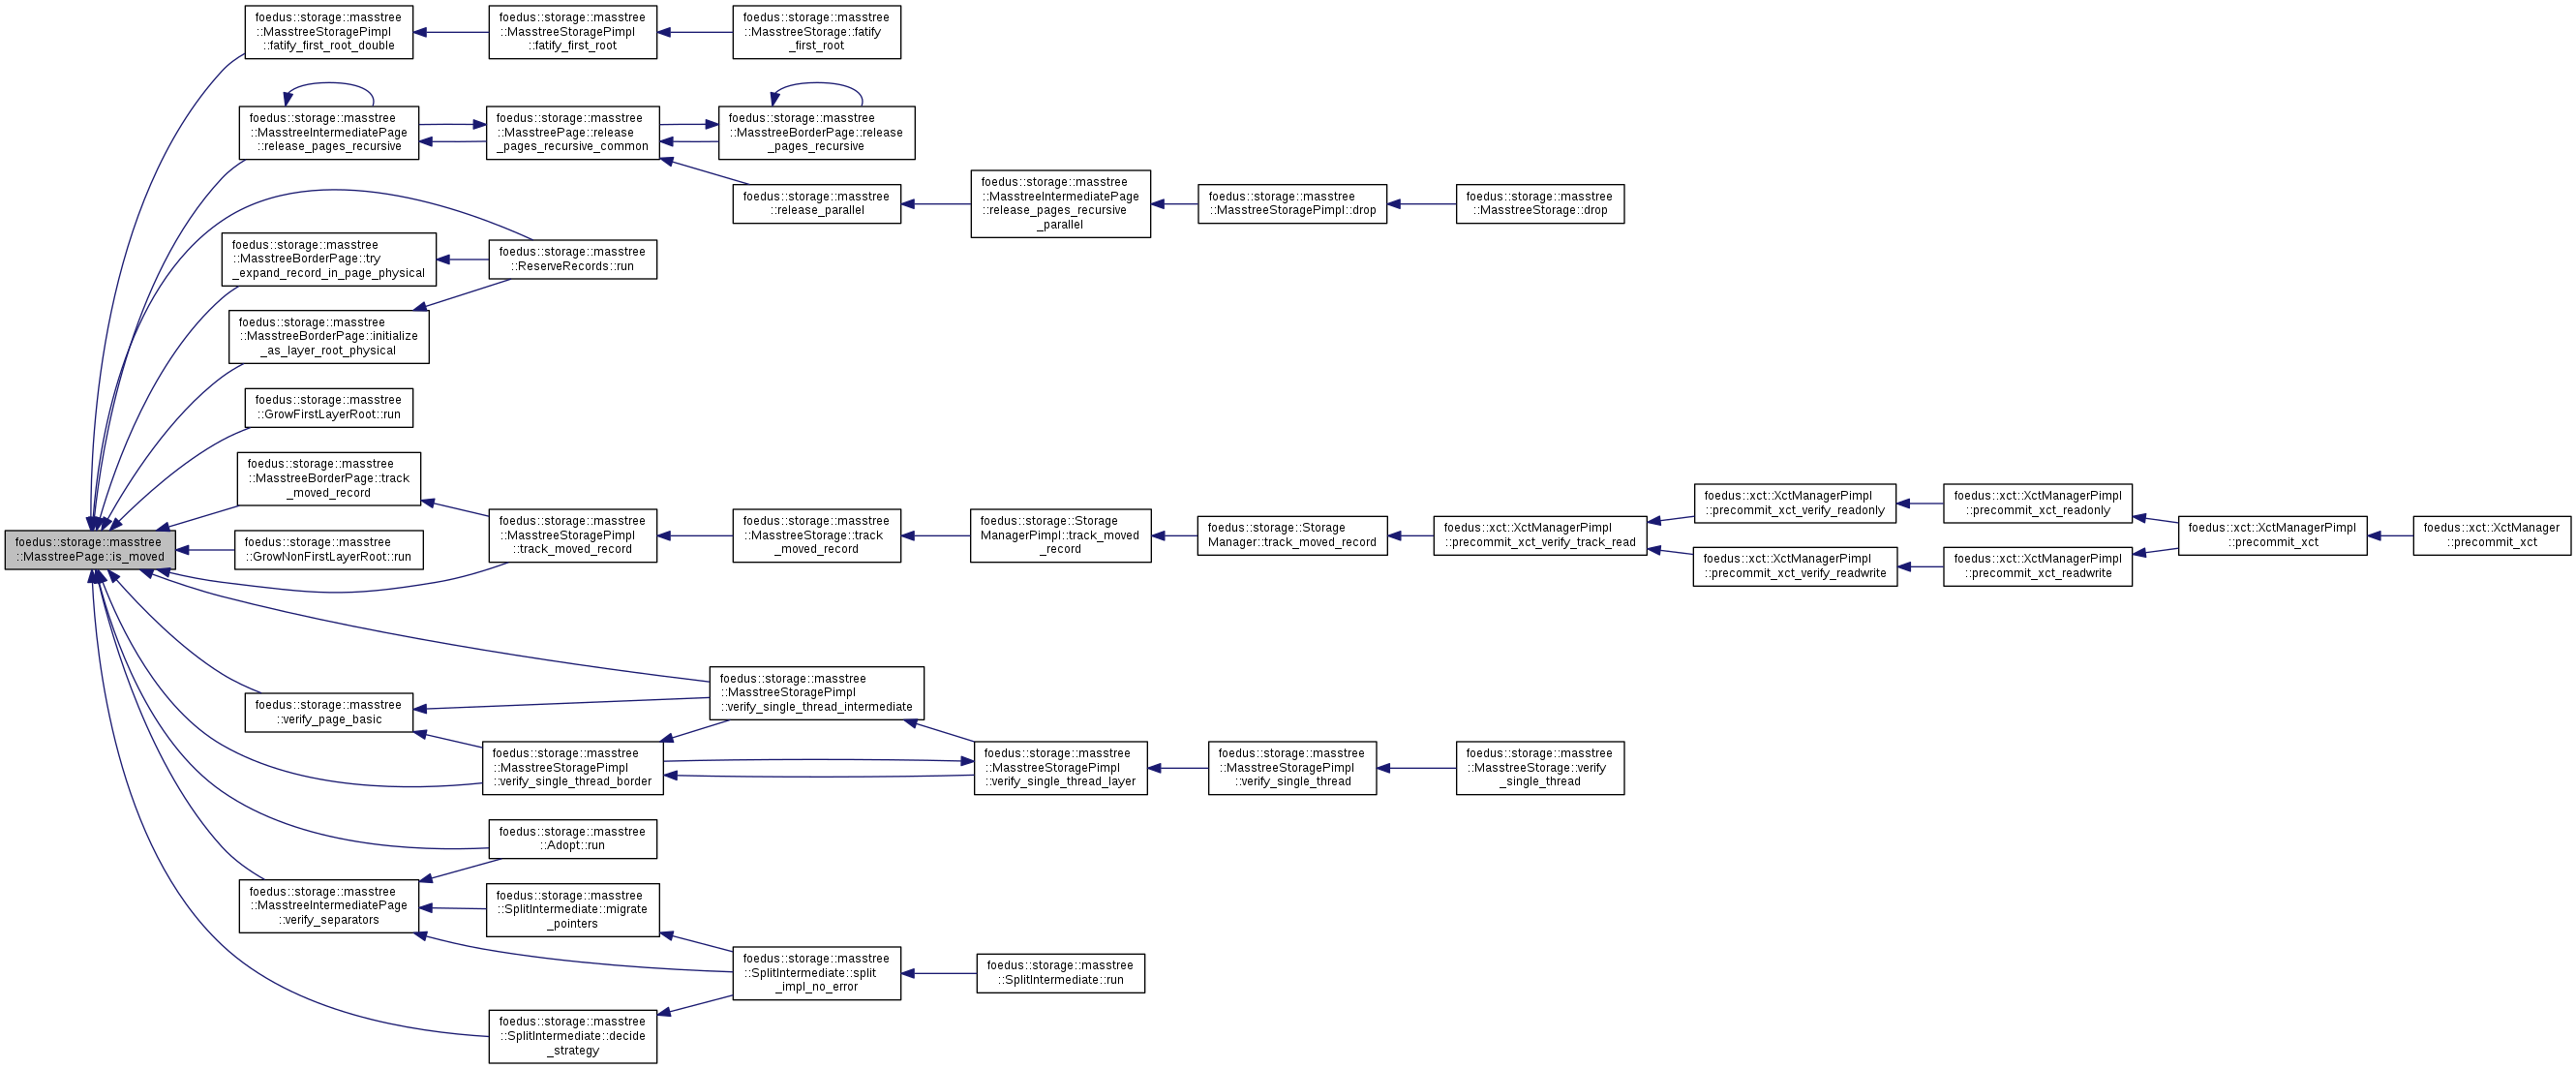 foedus::storage::masstree
::MasstreeStoragePimpl
::fatify_first_root_double
foedus::storage::masstree
::MasstreeStoragePimpl
::fatify_first_root
foedus::storage::masstree
::MasstreeStorage::fatify
_first_root
foedus::storage::masstree
::MasstreeIntermediatePage
::release_pages_recursive
foedus::storage::masstree
::MasstreePage::release
_pages_recursive_common
foedus::storage::masstree
::MasstreeBorderPage::release
_pages_recursive
foedus::storage::masstree
::release_parallel
foedus::storage::masstree
::MasstreeIntermediatePage
::release_pages_recursive
_parallel
foedus::storage::masstree
::MasstreeStoragePimpl::drop
foedus::storage::masstree
::MasstreeStorage::drop
foedus::storage::masstree
::MasstreeBorderPage::try
_expand_record_in_page_physical
foedus::storage::masstree
::ReserveRecords::run
foedus::storage::masstree
::MasstreeBorderPage::initialize
_as_layer_root_physical
foedus::storage::masstree
::GrowFirstLayerRoot::run
foedus::storage::masstree
::MasstreeBorderPage::track
_moved_record
foedus::storage::masstree
::MasstreePage::is_moved
foedus::storage::masstree
::GrowNonFirstLayerRoot::run
foedus::storage::masstree
::MasstreeStoragePimpl
::track_moved_record
foedus::storage::masstree
::MasstreeStorage::track
_moved_record
foedus::storage::Storage
ManagerPimpl::track_moved
_record
foedus::storage::Storage
Manager::track_moved_record
foedus::xct::XctManagerPimpl
::precommit_xct_verify_track_read
foedus::xct::XctManagerPimpl
::precommit_xct_verify_readonly
foedus::xct::XctManagerPimpl
::precommit_xct_readonly
foedus::xct::XctManagerPimpl
::precommit_xct_verify_readwrite
foedus::xct::XctManagerPimpl
::precommit_xct_readwrite
foedus::xct::XctManagerPimpl
::precommit_xct
foedus::xct::XctManager
::precommit_xct
foedus::storage::masstree
::verify_page_basic
foedus::storage::masstree
::MasstreeStoragePimpl
::verify_single_thread_intermediate
foedus::storage::masstree
::MasstreeStoragePimpl
::verify_single_thread_border
foedus::storage::masstree
::MasstreeStoragePimpl
::verify_single_thread_layer
foedus::storage::masstree
::MasstreeStoragePimpl
::verify_single_thread
foedus::storage::masstree
::MasstreeStorage::verify
_single_thread
foedus::storage::masstree
::Adopt::run
foedus::storage::masstree
::MasstreeIntermediatePage
::verify_separators
foedus::storage::masstree
::SplitIntermediate::migrate
_pointers
foedus::storage::masstree
::SplitIntermediate::split
_impl_no_error
foedus::storage::masstree
::SplitIntermediate::run
foedus::storage::masstree
::SplitIntermediate::decide
_strategy